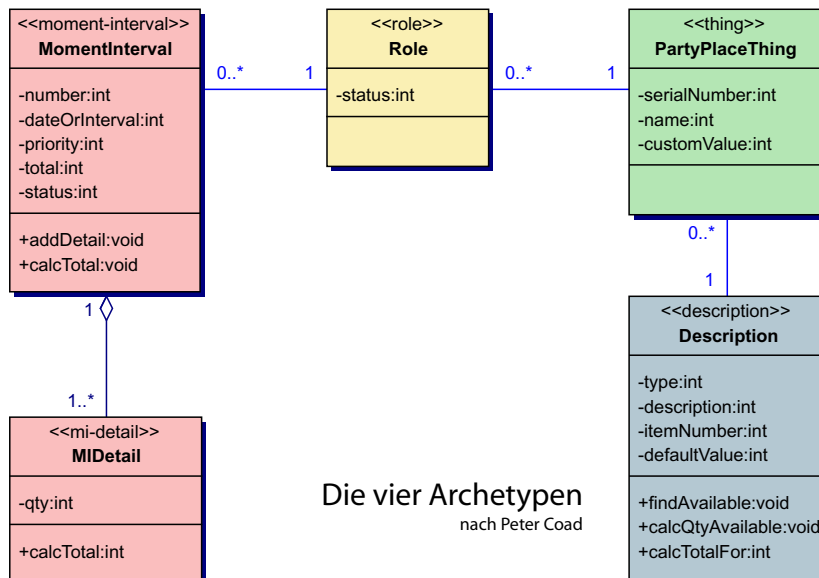 <<moment-interval>>
MomentInterval
-number:int
-dateOrInterval:int
-priority:int
-total:int
-status:int
+addDetail:void
+calcTotal:void
0..*
1
<<role>>
Role
-status:int
0..*
1
<<thing>>
PartyPlaceThing
-serialNumber:int
-name:int
-customValue:int
0..*
1
1
1..*
<<mi-detail>>
MIDetail
-qty:int
+calcTotal:int
<<description>>
Description
-type:int
-description:int
-itemNumber:int
-defaultValue:int
+findAvailable:void
+calcQtyAvailable:void
+calcTotalFor:int
Die vier Archetypen
nach Peter Coad